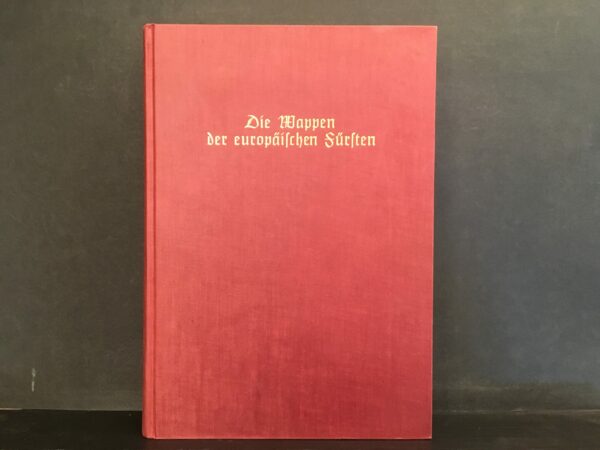 Die Wappen
der europäiſchen Fürſten